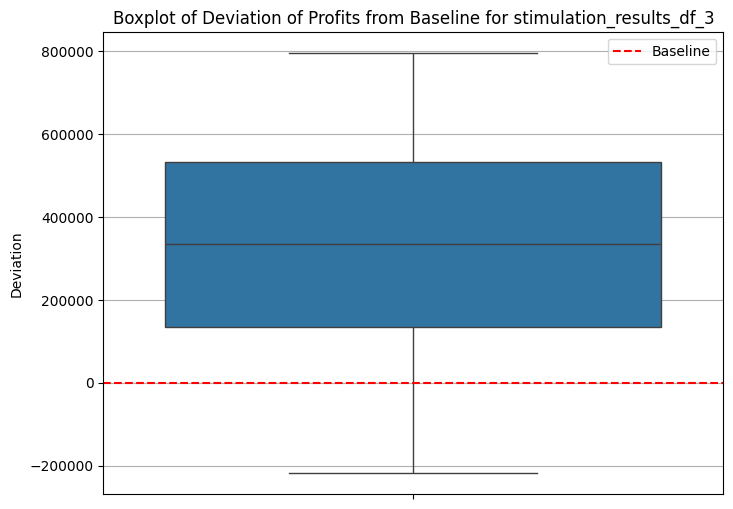 Boxplot of Deviation of Profits from Baseline for stimulation_results_df_3
Baseline
Deviation
800000
600000
400000
200000
0
−200000